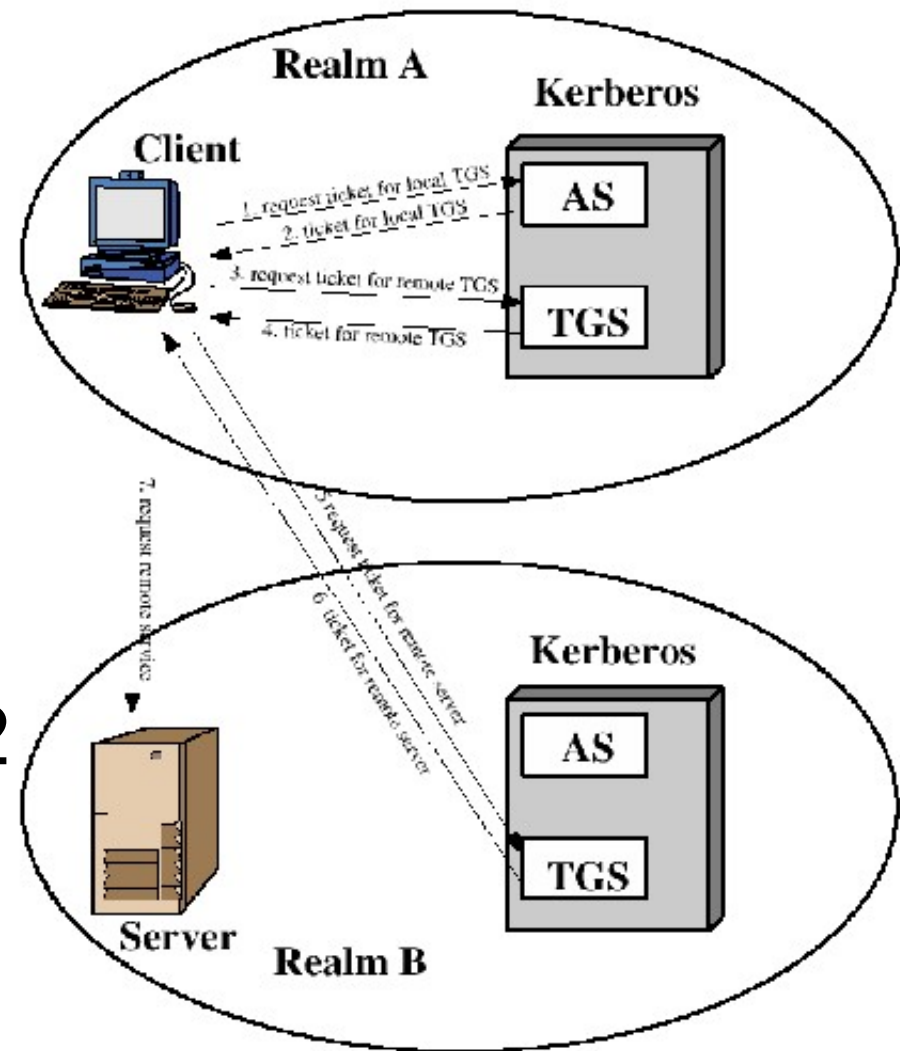 Realm A
Kerberos
Client
AS
1. request ticket for local TGS
2. ticket for local TGS
3. request ticket for remote TGS
TGS
4. ticket for remote TGS
7. request remote service
5 request ticket for remote server
6. ticket for remote server
Kerberos
AS
2
TGS
Server
Realm B